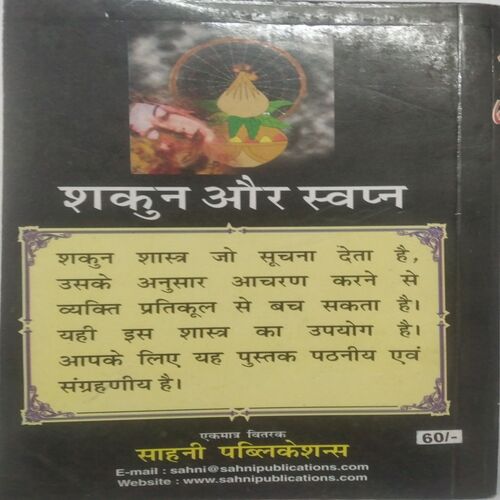 शकुन और स्वप्न
शकुन शास्त्र जो सूचना देता है,
उसके अनुसार आचरण करने से
व्यक्ति प्रतिकूल से बच सकता है।
यही इस शास्त्र का उपयोग है।
आपके लिए यह पुस्तक पठनीय एवं
संग्रहणीय है।
एकमात्र वितरक
साहनी पब्लिकेशन्स
60/-
E-mail : sahni@sahnipublications.com
Website : www.sahnipublications.com